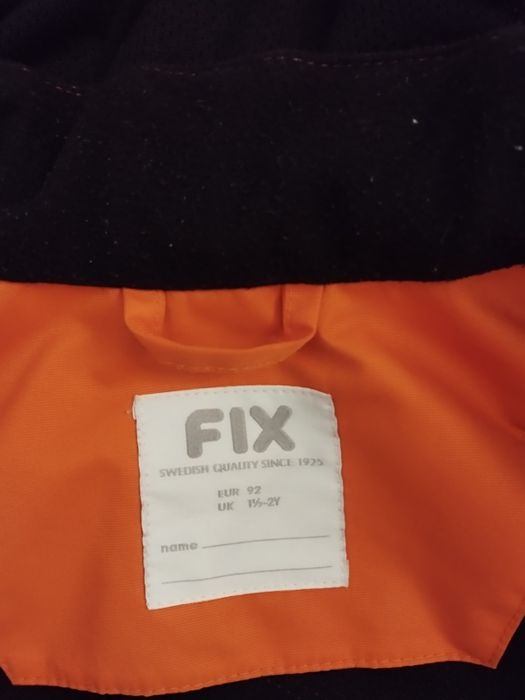 FIX
SWEDISH QUALITY SINCE 1925
EUR 92
UK 1½-2Y
name